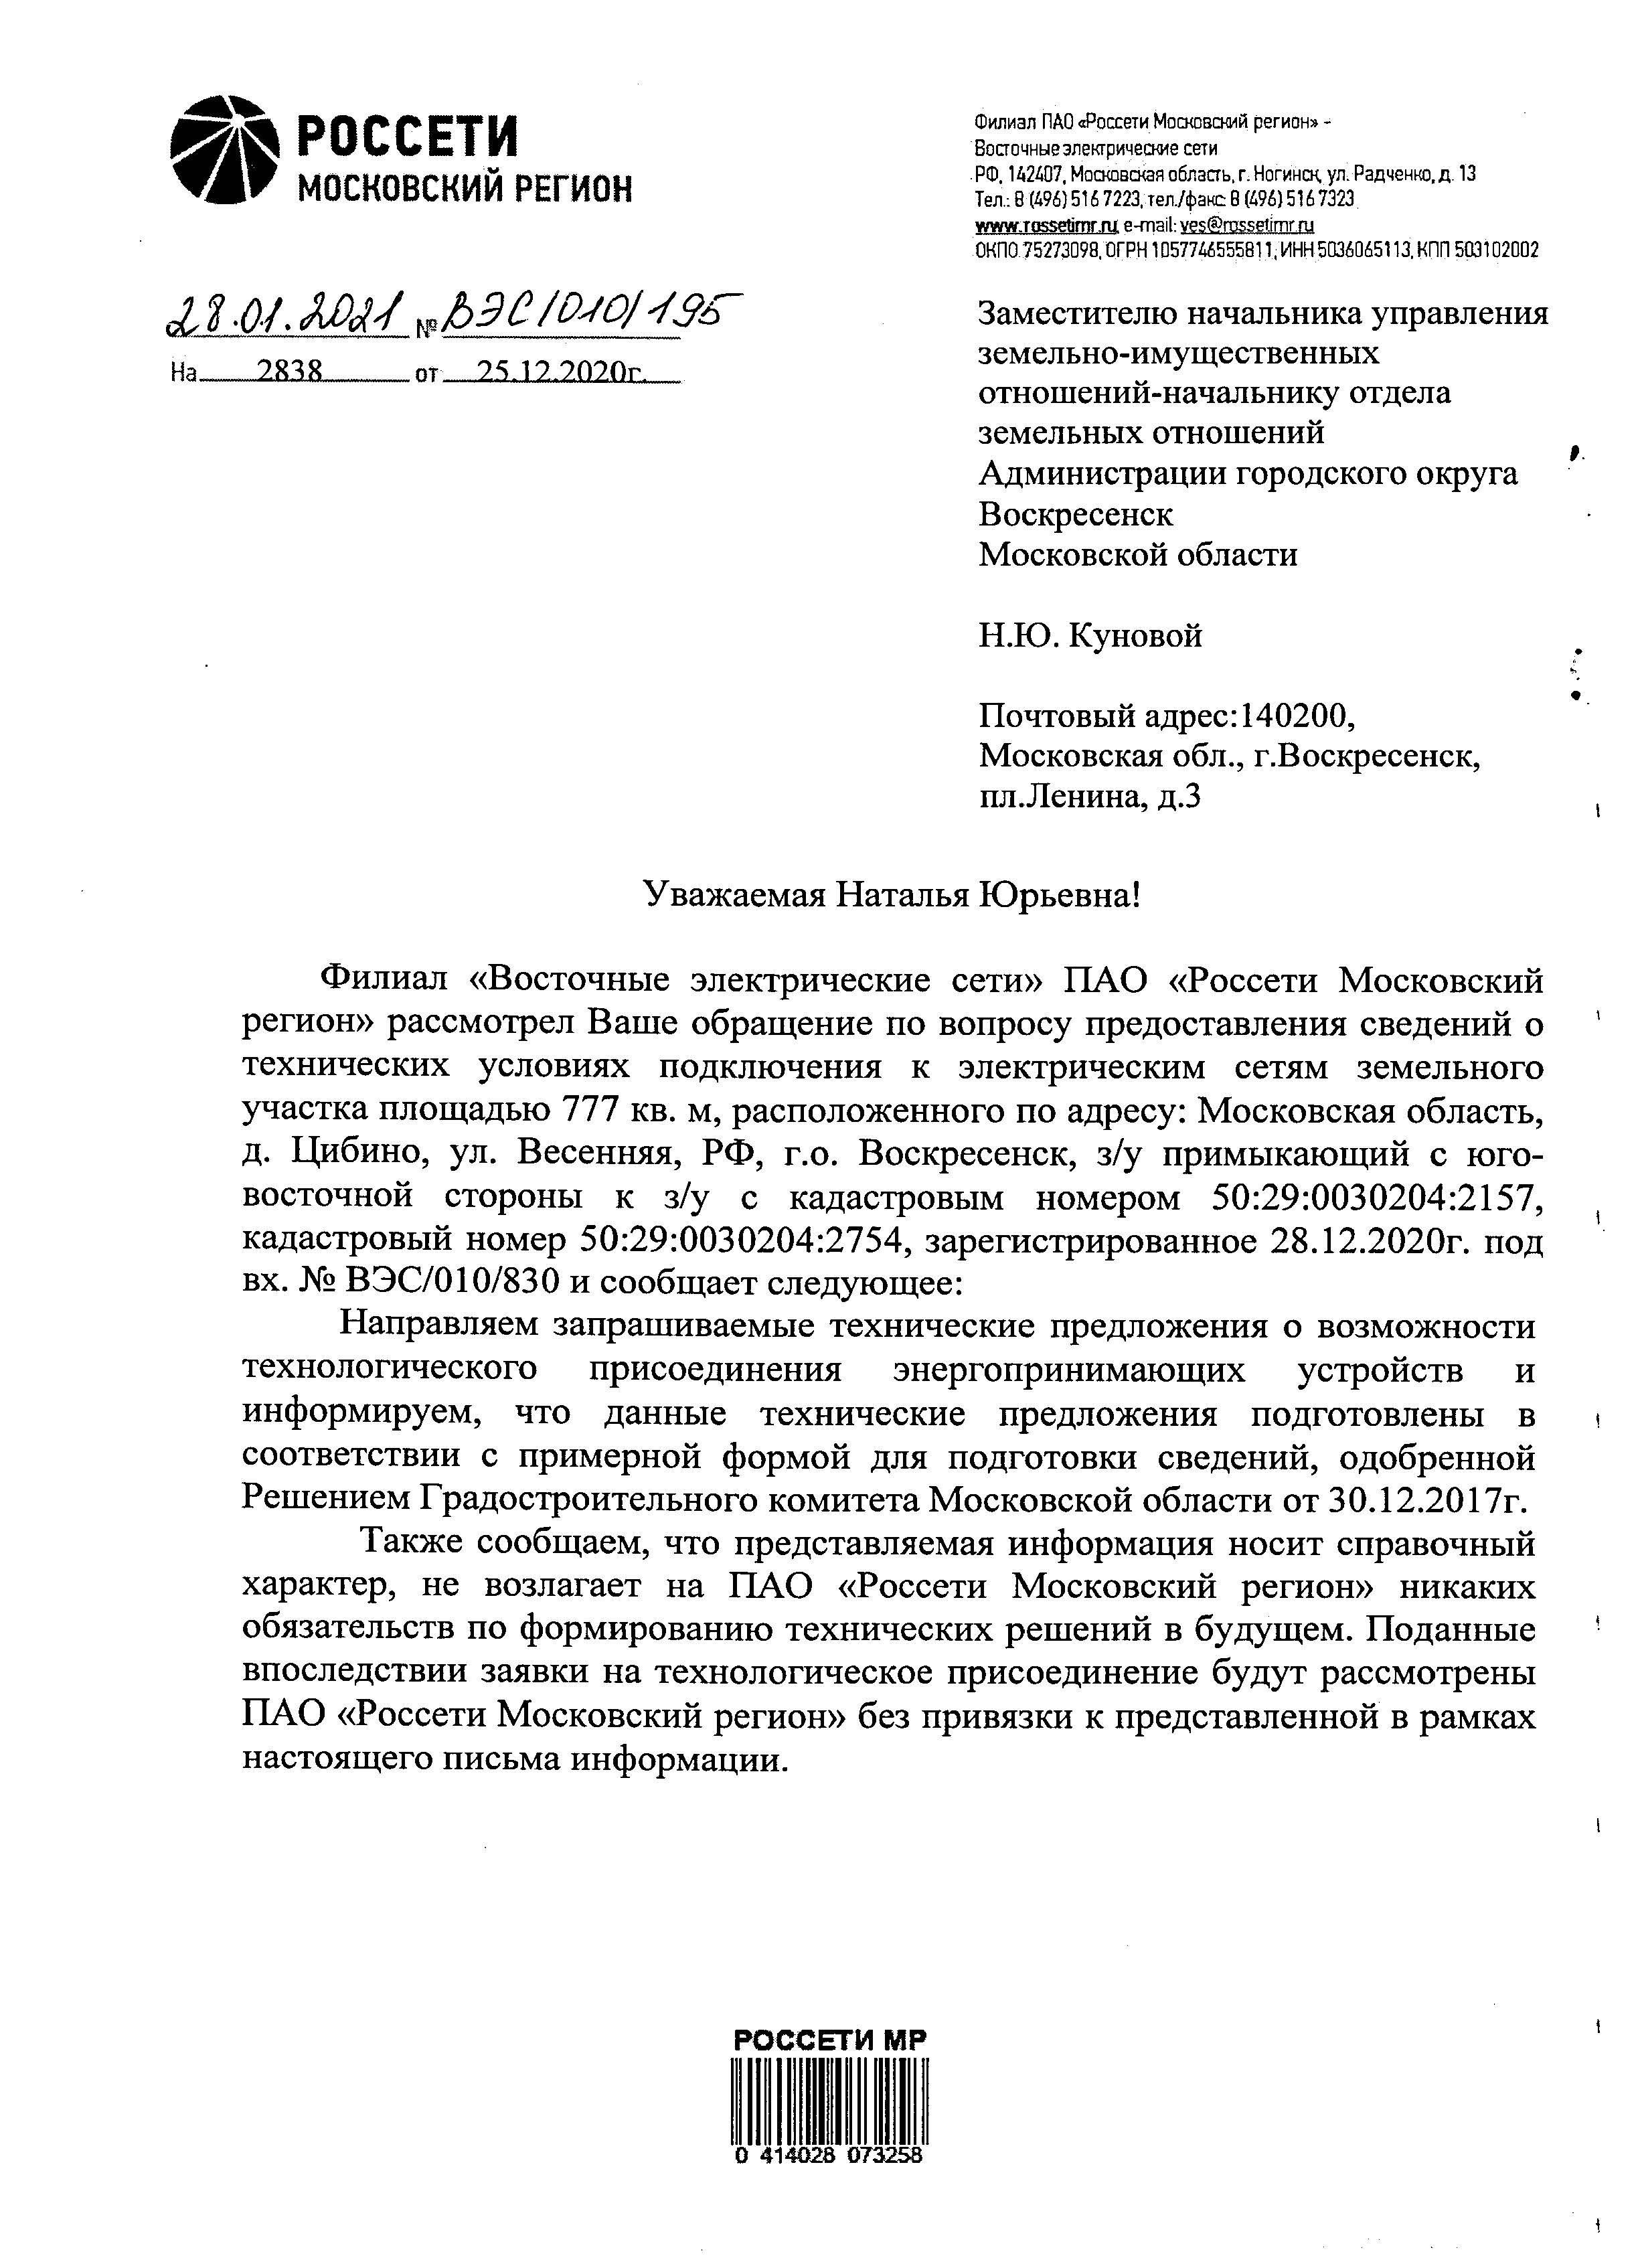 РОССЕТИ
МОСКОВСКИЙ РЕГИОН
Филиал ПАО «Россети Московский регион» -
Восточные электрические сети
РФ, 142407, Московская область, г. Ногинск, ул. Радченко, д. 13
Тел.: 8 (496) 516 7223, тел./факс: 8 (496) 516 7323
www.rossetimr.ru, e-mail: ves@rossetimr.ru
ОКПО 75273098, ОГРН 1057746555811, ИНН 5036065113, КПП 503102002
28.01.2021 № ВЭС/010/195
На 2838 от 25.12.2020г.
Заместителю начальника управления
земельно-имущественных
отношений-начальнику отдела
земельных отношений
Администрации городского округа
Воскресенск
Московской области
Н.Ю. Куновой
Почтовый адрес:140200,
Московская обл., г.Воскресенск,
пл.Ленина, д.3
Уважаемая Наталья Юрьевна!
Филиал «Восточные электрические сети» ПАО «Россети Московский
регион» рассмотрел Ваше обращение по вопросу предоставления сведений о
технических условиях подключения к электрическим сетям земельного
участка площадью 777 кв. м, расположенного по адресу: Московская область,
д. Цибино, ул. Весенняя, РФ, г.о. Воскресенск, з/у примыкающий с юго-
восточной стороны к з/у с кадастровым номером 50:29:0030204:2157,
кадастровый номер 50:29:0030204:2754, зарегистрированное 28.12.2020г. под
вх. № ВЭС/010/830 и сообщает следующее:
Направляем запрашиваемые технические предложения о возможности
технологического присоединения энергопринимающих устройств и
информируем, что данные технические предложения подготовлены в
соответствии с примерной формой для подготовки сведений, одобренной
Решением Градостроительного комитета Московской области от 30.12.2017г.
Также сообщаем, что представляемая информация носит справочный
характер, не возлагает на ПАО «Россети Московский регион» никаких
обязательств по формированию технических решений в будущем. Поданные
впоследствии заявки на технологическое присоединение будут рассмотрены
ПАО «Россети Московский регион» без привязки к представленной в рамках
настоящего письма информации.
РОССЕТИ МР
0 414028 073258